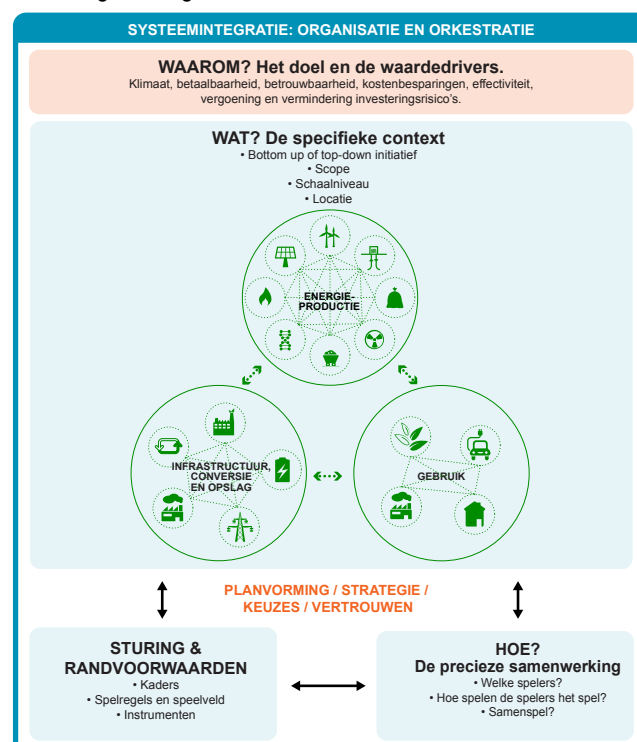 SYSTEEMINTEGRATIE: ORGANISATIE EN ORKESTRATIE
WAAROM? Het doel en de waardedrivers.
Klimaat, betaalbaarheid, betrouwbaarheid, kostenbesparingen, effectiviteit,
vergoening en vermindering investeringsrisico's.
WAT? De specifieke context
• Bottom up of top-down initiatief
• Scope
• Schaalniveau
• Locatie
ENERGIE-
PRODUCTIE
INFRASTRUCTUUR,
CONVERSIE
EN OPSLAG
GEBRUIK
PLANVORMING / STRATEGIE /
KEUZES / VERTROUWEN
STURING &
RANDVOORWAARDEN
• Kaders
• Spelregels en speelveld
• Instrumenten
HOE?
De precieze samenwerking
• Welke spelers?
• Hoe spelen de spelers het spel?
• Samenspel?